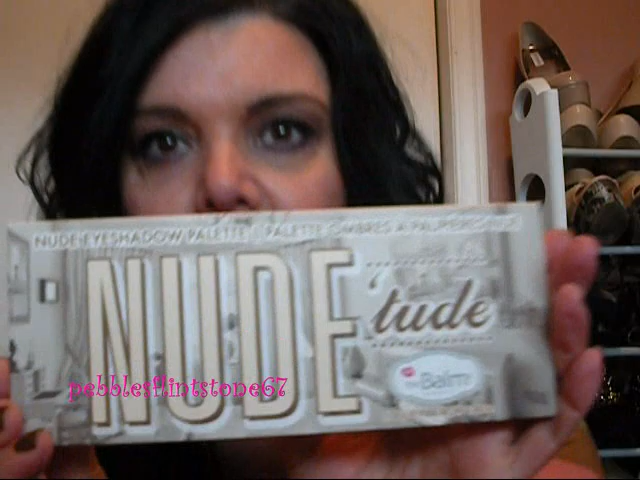 NUDE EYESHADOW PALETTE | PALETTE OMBRES À PAUPIÈRES
NUDE
'tude
theBalm
pebblesflintstone67